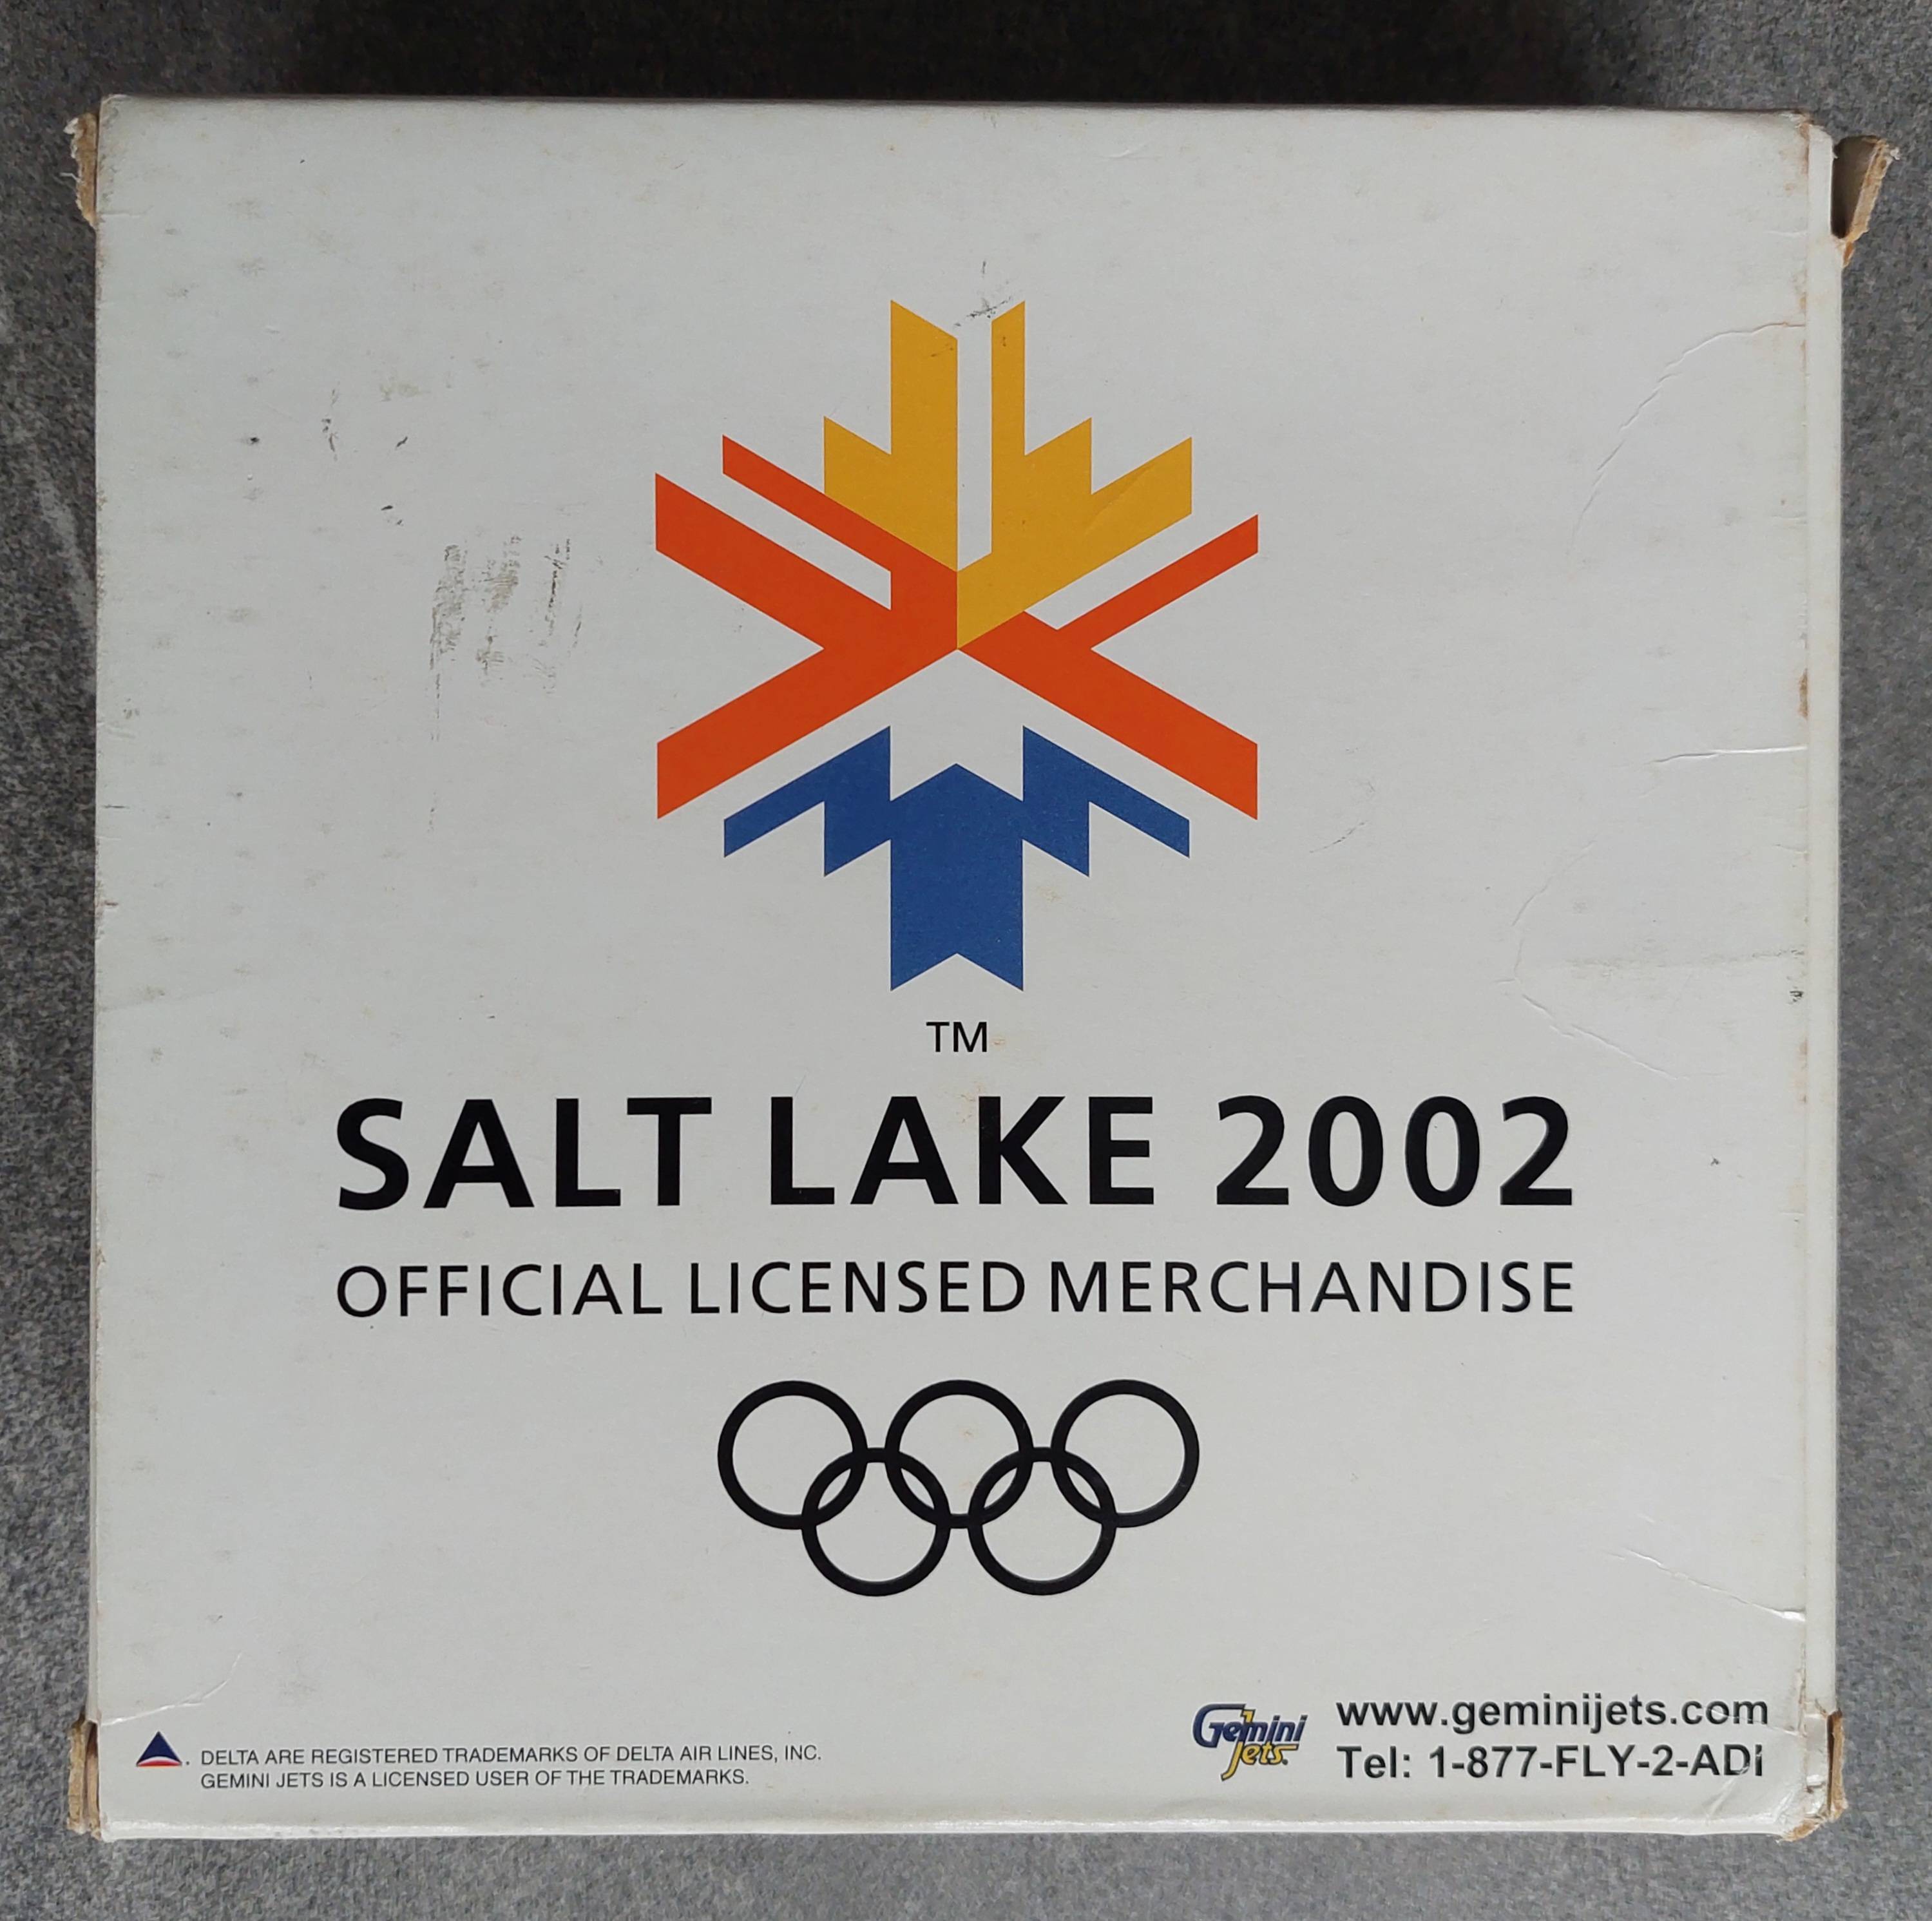 TM
SALT LAKE 2002
OFFICIAL LICENSED MERCHANDISE
DELTA ARE REGISTERED TRADEMARKS OF DELTA AIR LINES, INC.
GEMINI JETS IS A LICENSED USER OF THE TRADEMARKS.
Gemini
Jets.
www.geminijets.com
Tel: 1-877-FLY-2-ADI